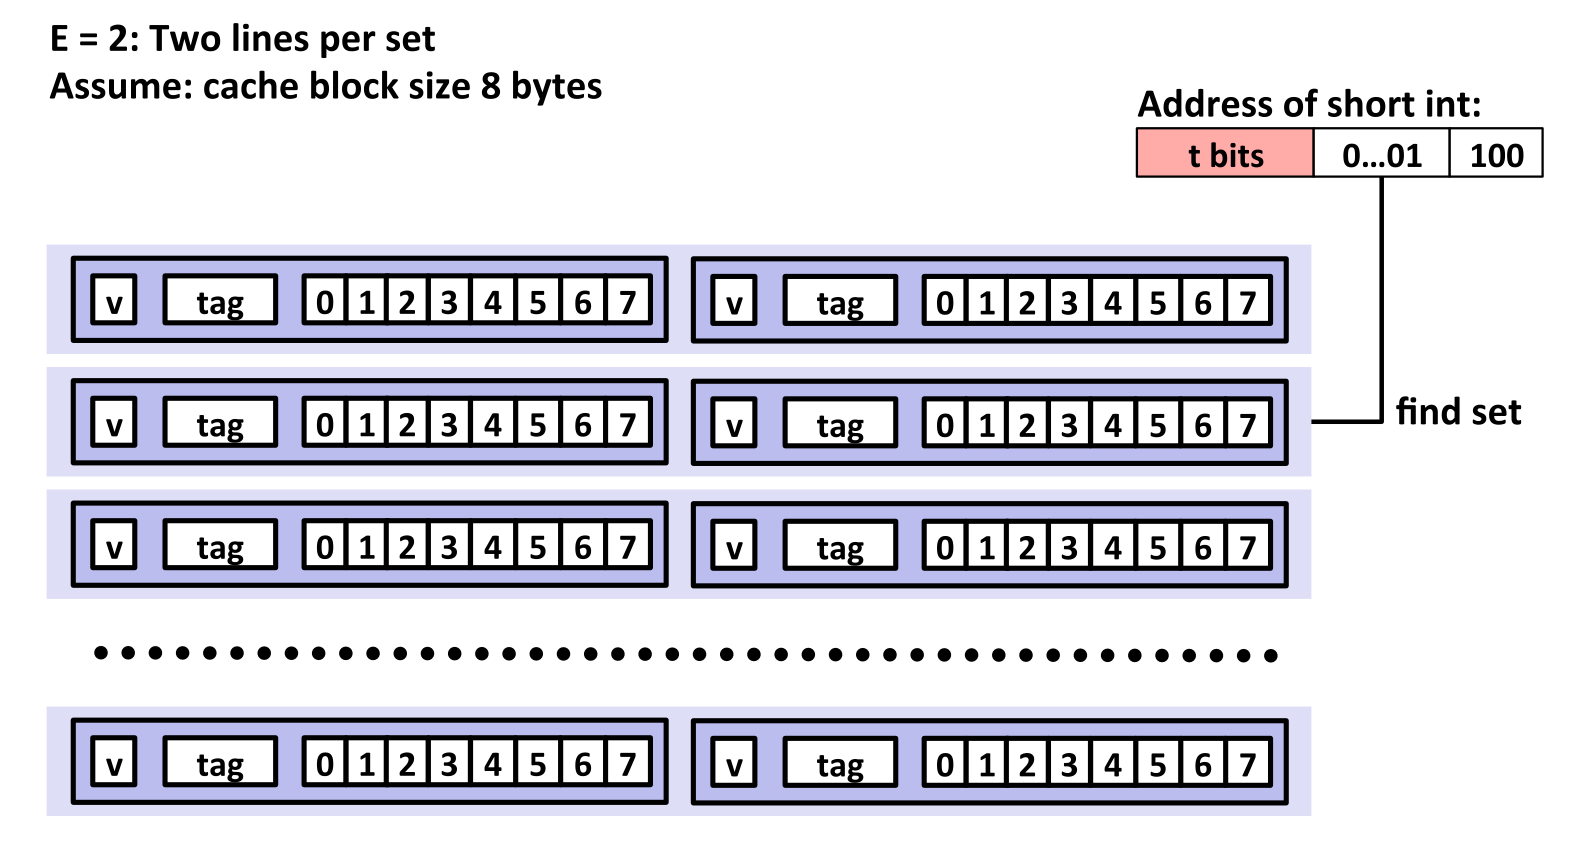 E = 2: Two lines per set
Assume: cache block size 8 bytes
Address of short int:
t bits 0...01 100
v tag 0 1 2 3 4 5 6 7 v tag 0 1 2 3 4 5 6 7
v tag 0 1 2 3 4 5 6 7 v tag 0 1 2 3 4 5 6 7 find set
v tag 0 1 2 3 4 5 6 7 v tag 0 1 2 3 4 5 6 7
v tag 0 1 2 3 4 5 6 7 v tag 0 1 2 3 4 5 6 7